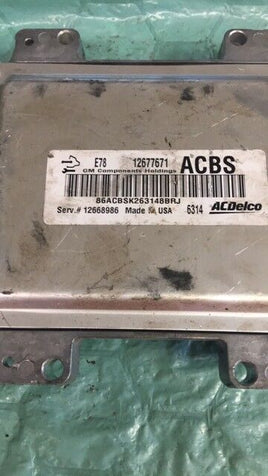 E78 12677671 ACBS
GM Components Holdings
86ACBSK263148BRJ
Serv.# 12668986 Made in USA 6314 ACDelco